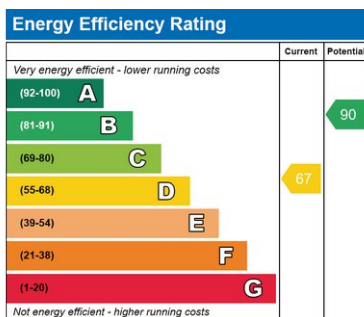 Energy Efficiency Rating
Current Potential
Very energy efficient - lower running costs
(92-100) A
(81-91) B
90
(69-80) C
(55-68) D
67
(39-54) E
(21-38) F
(1-20) G
Not energy efficient - higher running costs